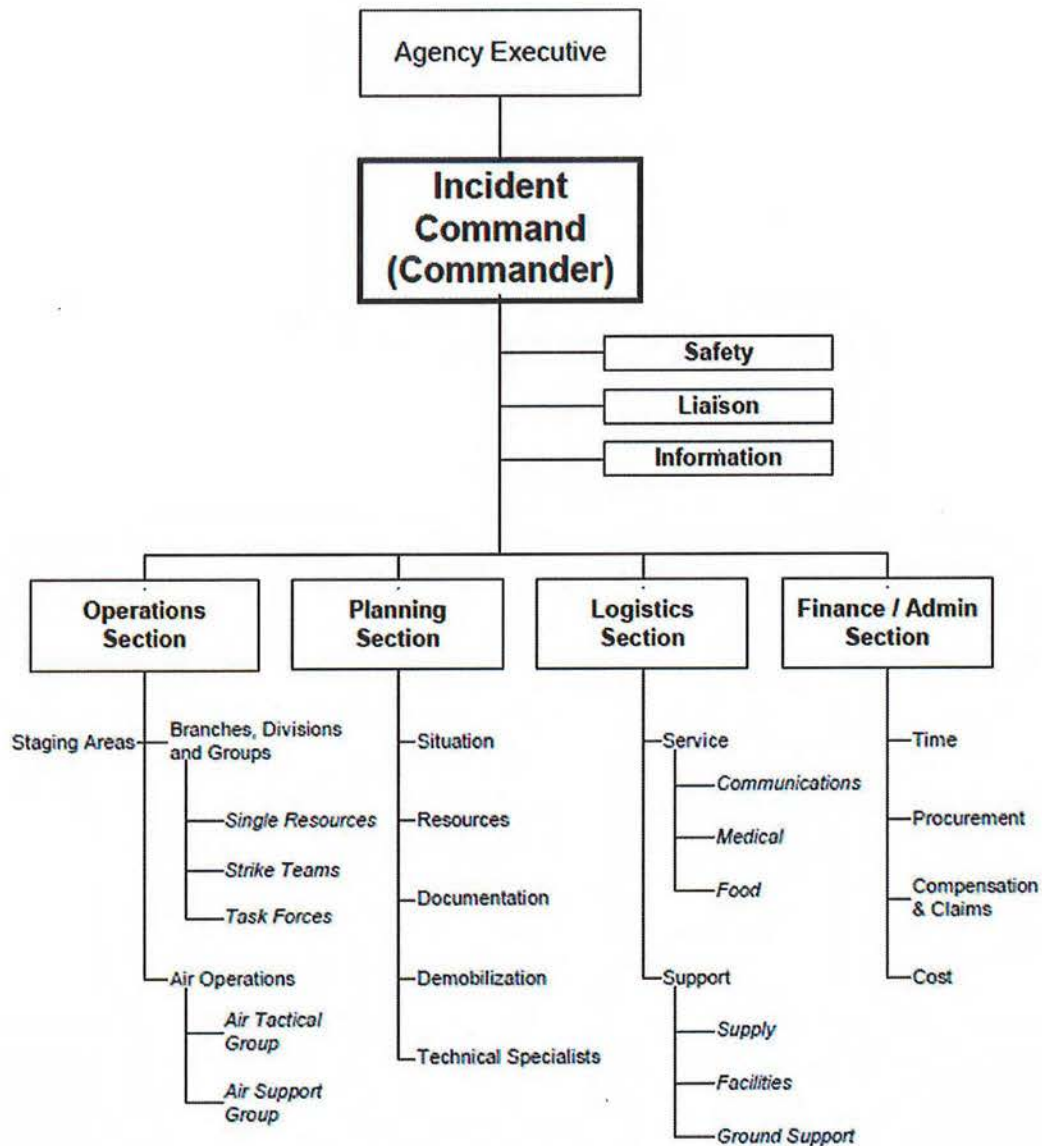 Agency Executive
Incident
Command
(Commander)
Safety
Liaison
Information
Operations
Section
Staging Areas
Branches, Divisions
and Groups
Single Resources
Strike Teams
Task Forces
Air Operations
Air Tactical
Group
Air Support
Group
Planning
Section
Situation
Resources
Documentation
Demobilization
Technical Specialists
Logistics
Section
Service
Communications
Medical
Food
Support
Supply
Facilities
Ground Support
Finance / Admin
Section
Time
Procurement
Compensation
& Claims
Cost